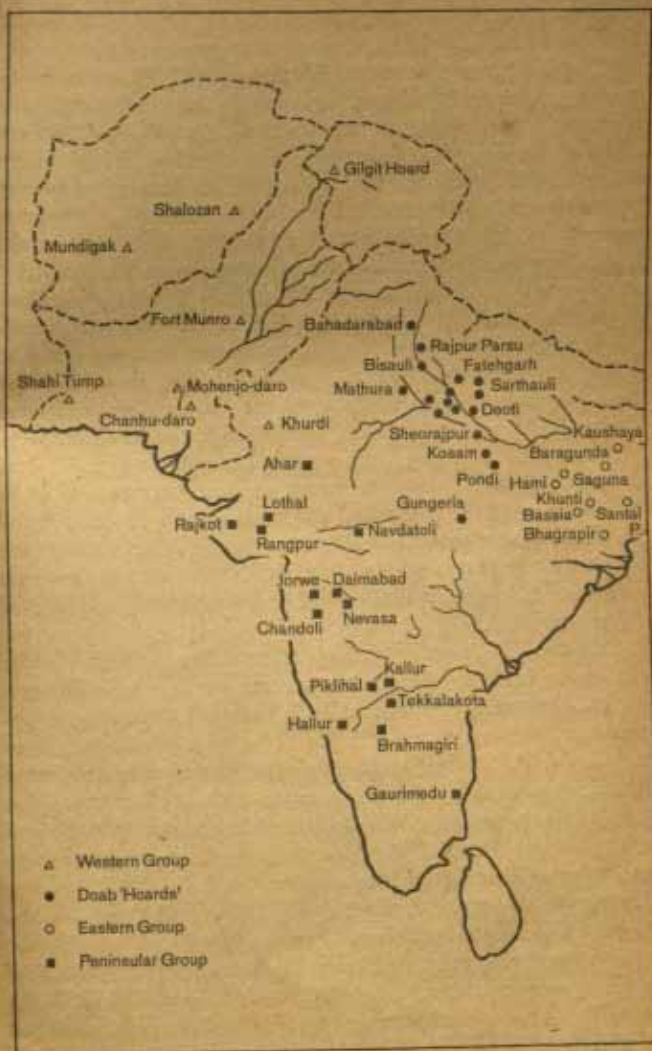 Gilgit Hoard
Shalozan
Mundigak
Fort Munro
Bahadarabad
Rajpur Parsu
Bisauli
Fatehgarh
Mathura
Sarthauli
Shahi Tump
Mohenjo-daro
Deoti
Chanhu-daro
Khurdi
Sheorajpur
Kaushaya
Kosam
Baragunda
Ahar
Pondi
Hami
Saguna
Lothal
Gungeria
Khunti
Rajkot
Navdatoli
Basaia
Santal
P.
Rangpur
Bhagrapir
Jorwe
Daimabad
Nevasa
Chandoli
Kallur
Piklihal
Tekkalakota
Hallur
Brahmagiri
Gaurimedu
Western Group
Doab 'Hoards'
Eastern Group
Peninsular Group